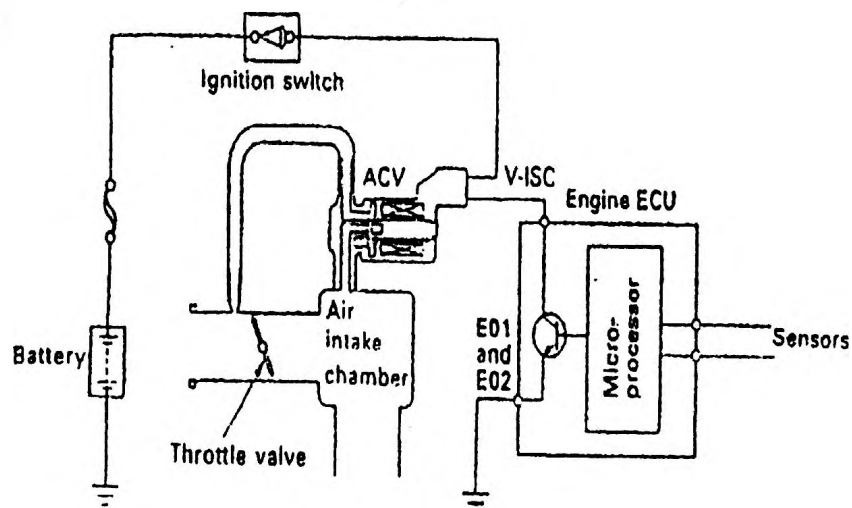 Ignition switch
ACV
V-ISC
Engine ECU
Air
intake
chamber
E01
and
E02
Micro-
processor
Sensors
Battery
Throttle valve